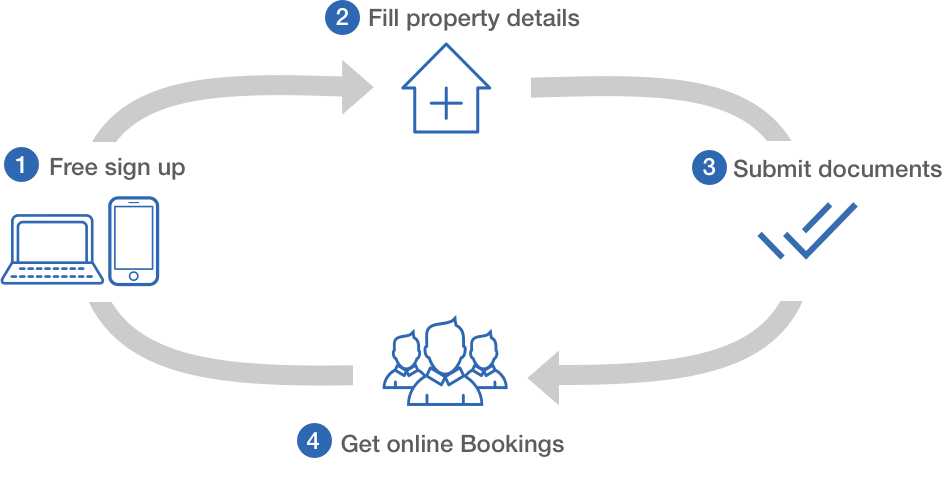 1 Free sign up
2 Fill property details
3 Submit documents
4 Get online Bookings